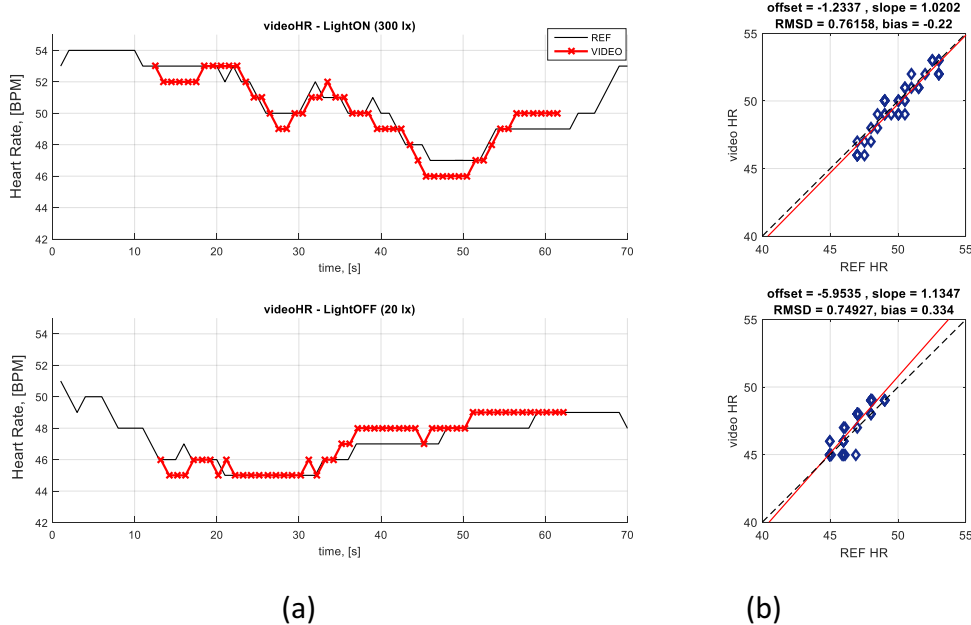 videoHR - LightON (300 lx)
REF
VIDEO
54
52
50
48
46
44
42
Heart Rate, [BPM]
0 10 20 30 40 50 60 70
time, [s]
offset = -1.2337 , slope = 1.0202
RMSD = 0.76158, bias = -0.22
55
50
45
40
video HR
40 45 50 55
REF HR
videoHR - LightOFF (20 lx)
54
52
50
48
46
44
42
Heart Rate, [BPM]
0 10 20 30 40 50 60 70
time, [s]
offset = -5.9535 , slope = 1.1347
RMSD = 0.74927, bias = 0.334
55
50
45
40
video HR
40 45 50 55
REF HR
(a)
(b)